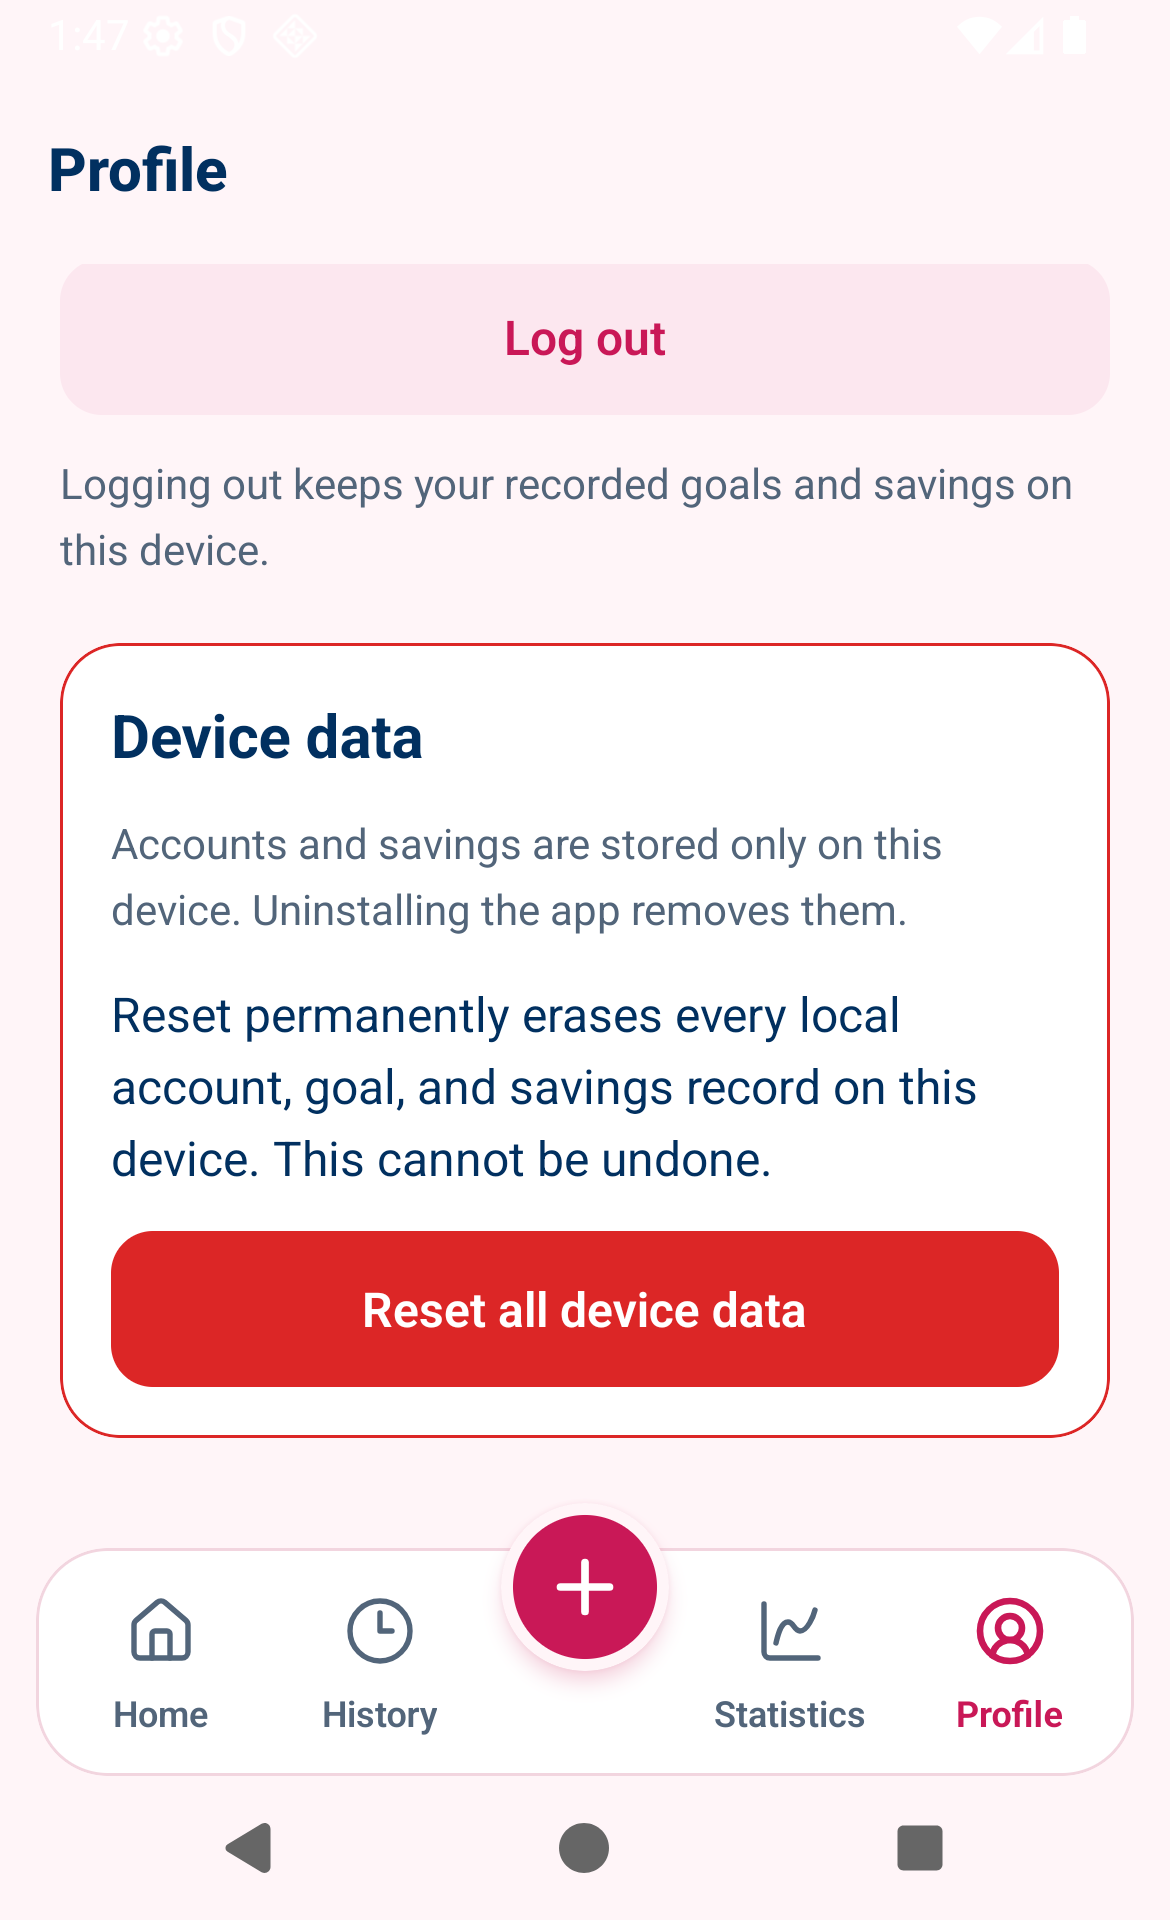 1:47
Profile
Log out
Logging out keeps your recorded goals and savings on
this device.
Device data
Accounts and savings are stored only on this
device. Uninstalling the app removes them.
Reset permanently erases every local
account, goal, and savings record on this
device. This cannot be undone.
Reset all device data
Home
History
Statistics
Profile